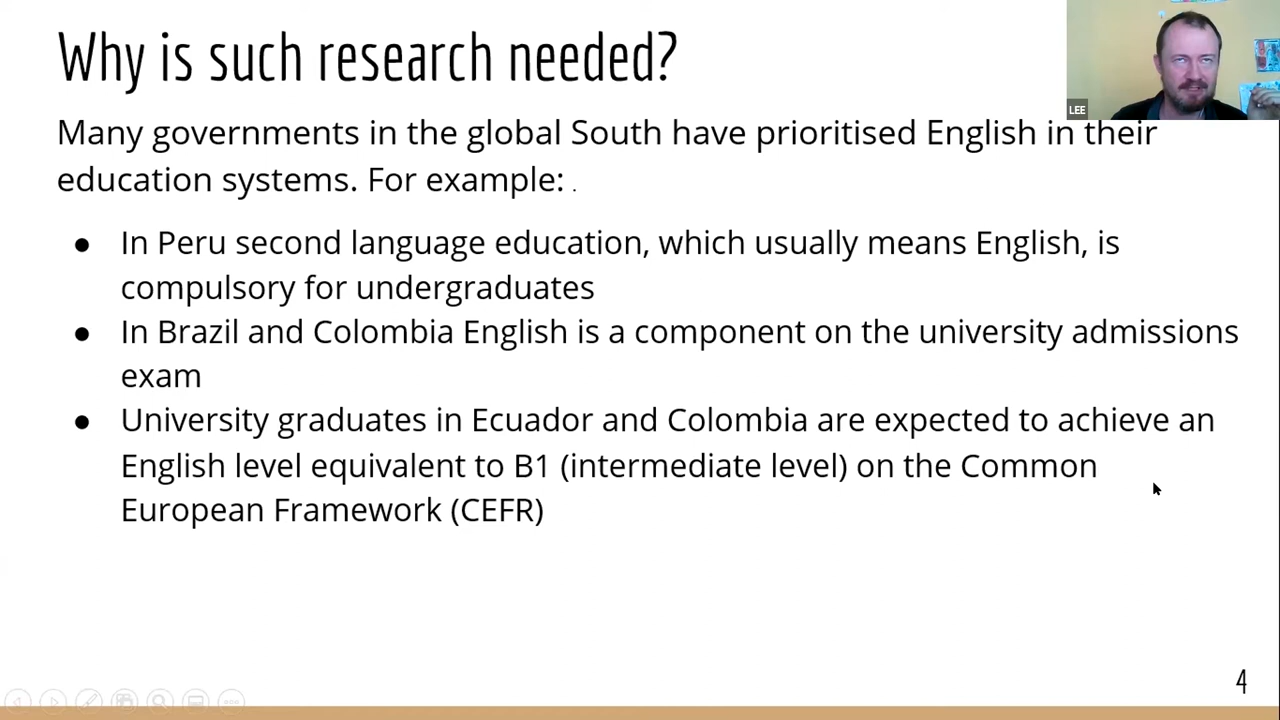 Why is such research needed?
LEE
Many governments in the global South have prioritised English in their
education systems. For example: .
● In Peru second language education, which usually means English, is
compulsory for undergraduates
● In Brazil and Colombia English is a component on the university admissions
exam
● University graduates in Ecuador and Colombia are expected to achieve an
English level equivalent to B1 (intermediate level) on the Common
European Framework (CEFR)
4